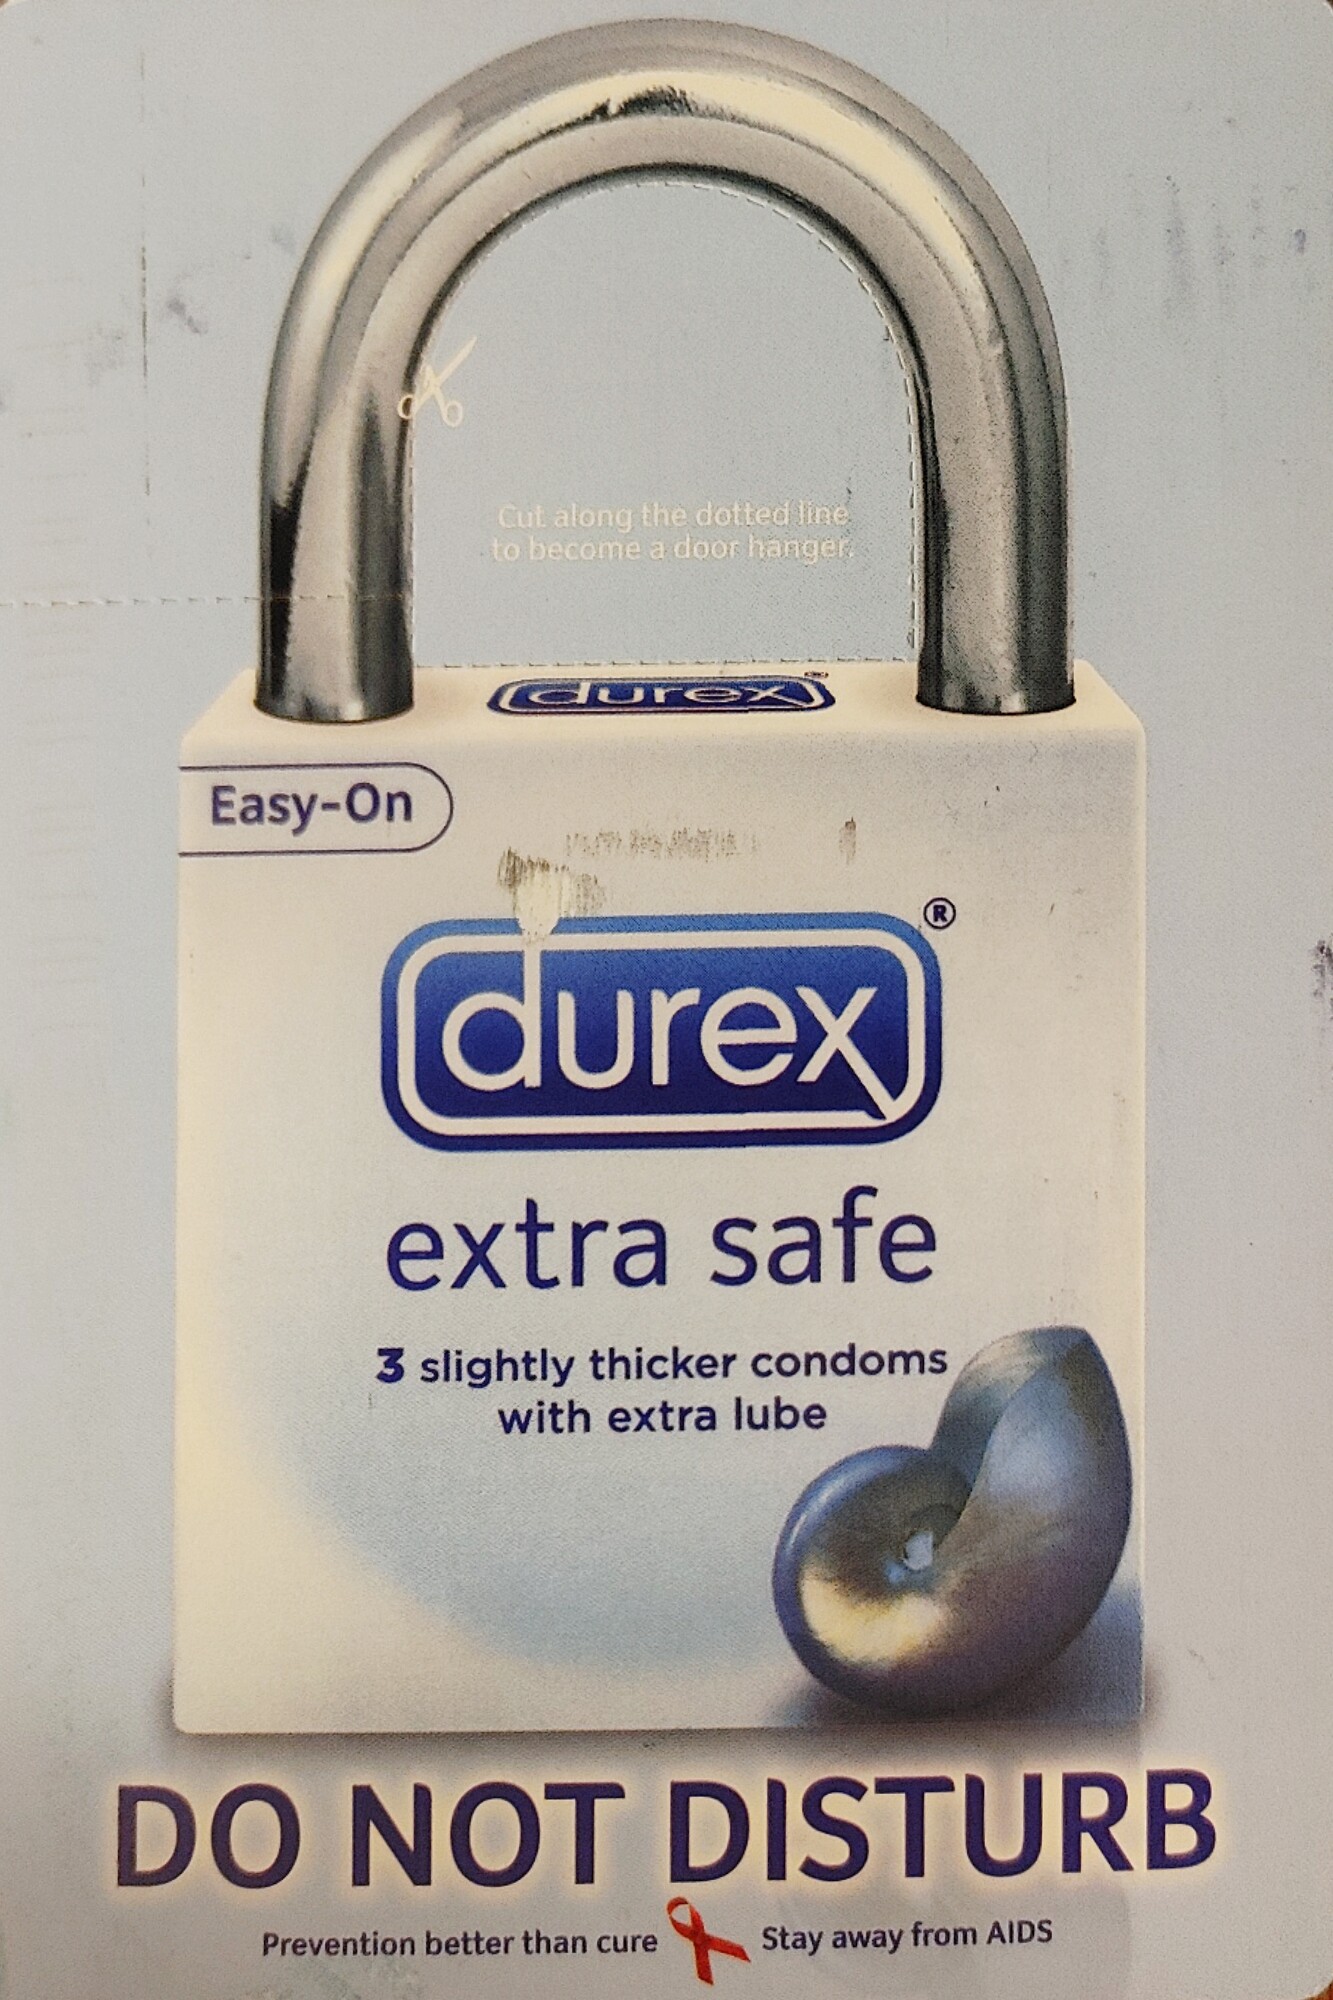 Cut along the dotted line
to become a door hanger.
durex®
Easy-On
durex®
extra safe
3 slightly thicker condoms
with extra lube
DO NOT DISTURB
Prevention better than cure Stay away from AIDS